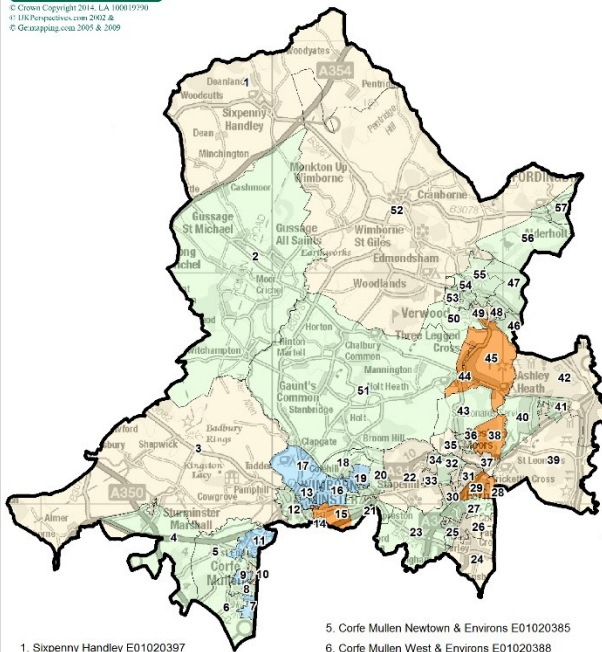 © Crown Copyright 2014. LA 100019790
© UKPerspectives.com 2002 &
© Getmapping.com 2005 & 2009
Woodyates
A354
Deanland
1
Pentridge
Woodcutts
Sixpenny
Handley
Pentridge
Hill
Dean
Minchington
Monkton Up
Wimborne
Cashmoor
Cranborne
52
B3078
57
Gussage
St Michael
Gussage
All Saints
Wimborne
St Giles
Alderholt
56
Earthworks
Edmondsham
2
55
Moor
Crichel
Woodlands
54
47
53
Verwood
49
48
Horton
50
46
Three Legged
Cross
Hinton
Martell
Chalbury
Common
45
Witchampton
Mannington
44
Ashley
Heath
42
Gaunt's
Common
51
Holt Heath
Stanbridge
43
40
41
Holt
Badbury
Rings
Clapgate
Broom Hill
36
38
Shapwick
3
35
Kingston
Lacy
17
18
34
32
37
39
19
20
22
33
31
A350
Cowgrove
Pamphill
13
16
29
28
30
12
15
21
27
Almer
Sturminster
Marshall
14
23
25
26
4
11
5
24
Corfe
Mullen
9
10
8
6
7
5. Corfe Mullen Newtown & Environs E01020385
1. Sixpenny Handley E01020397
6. Corfe Mullen West & Environs E01020388